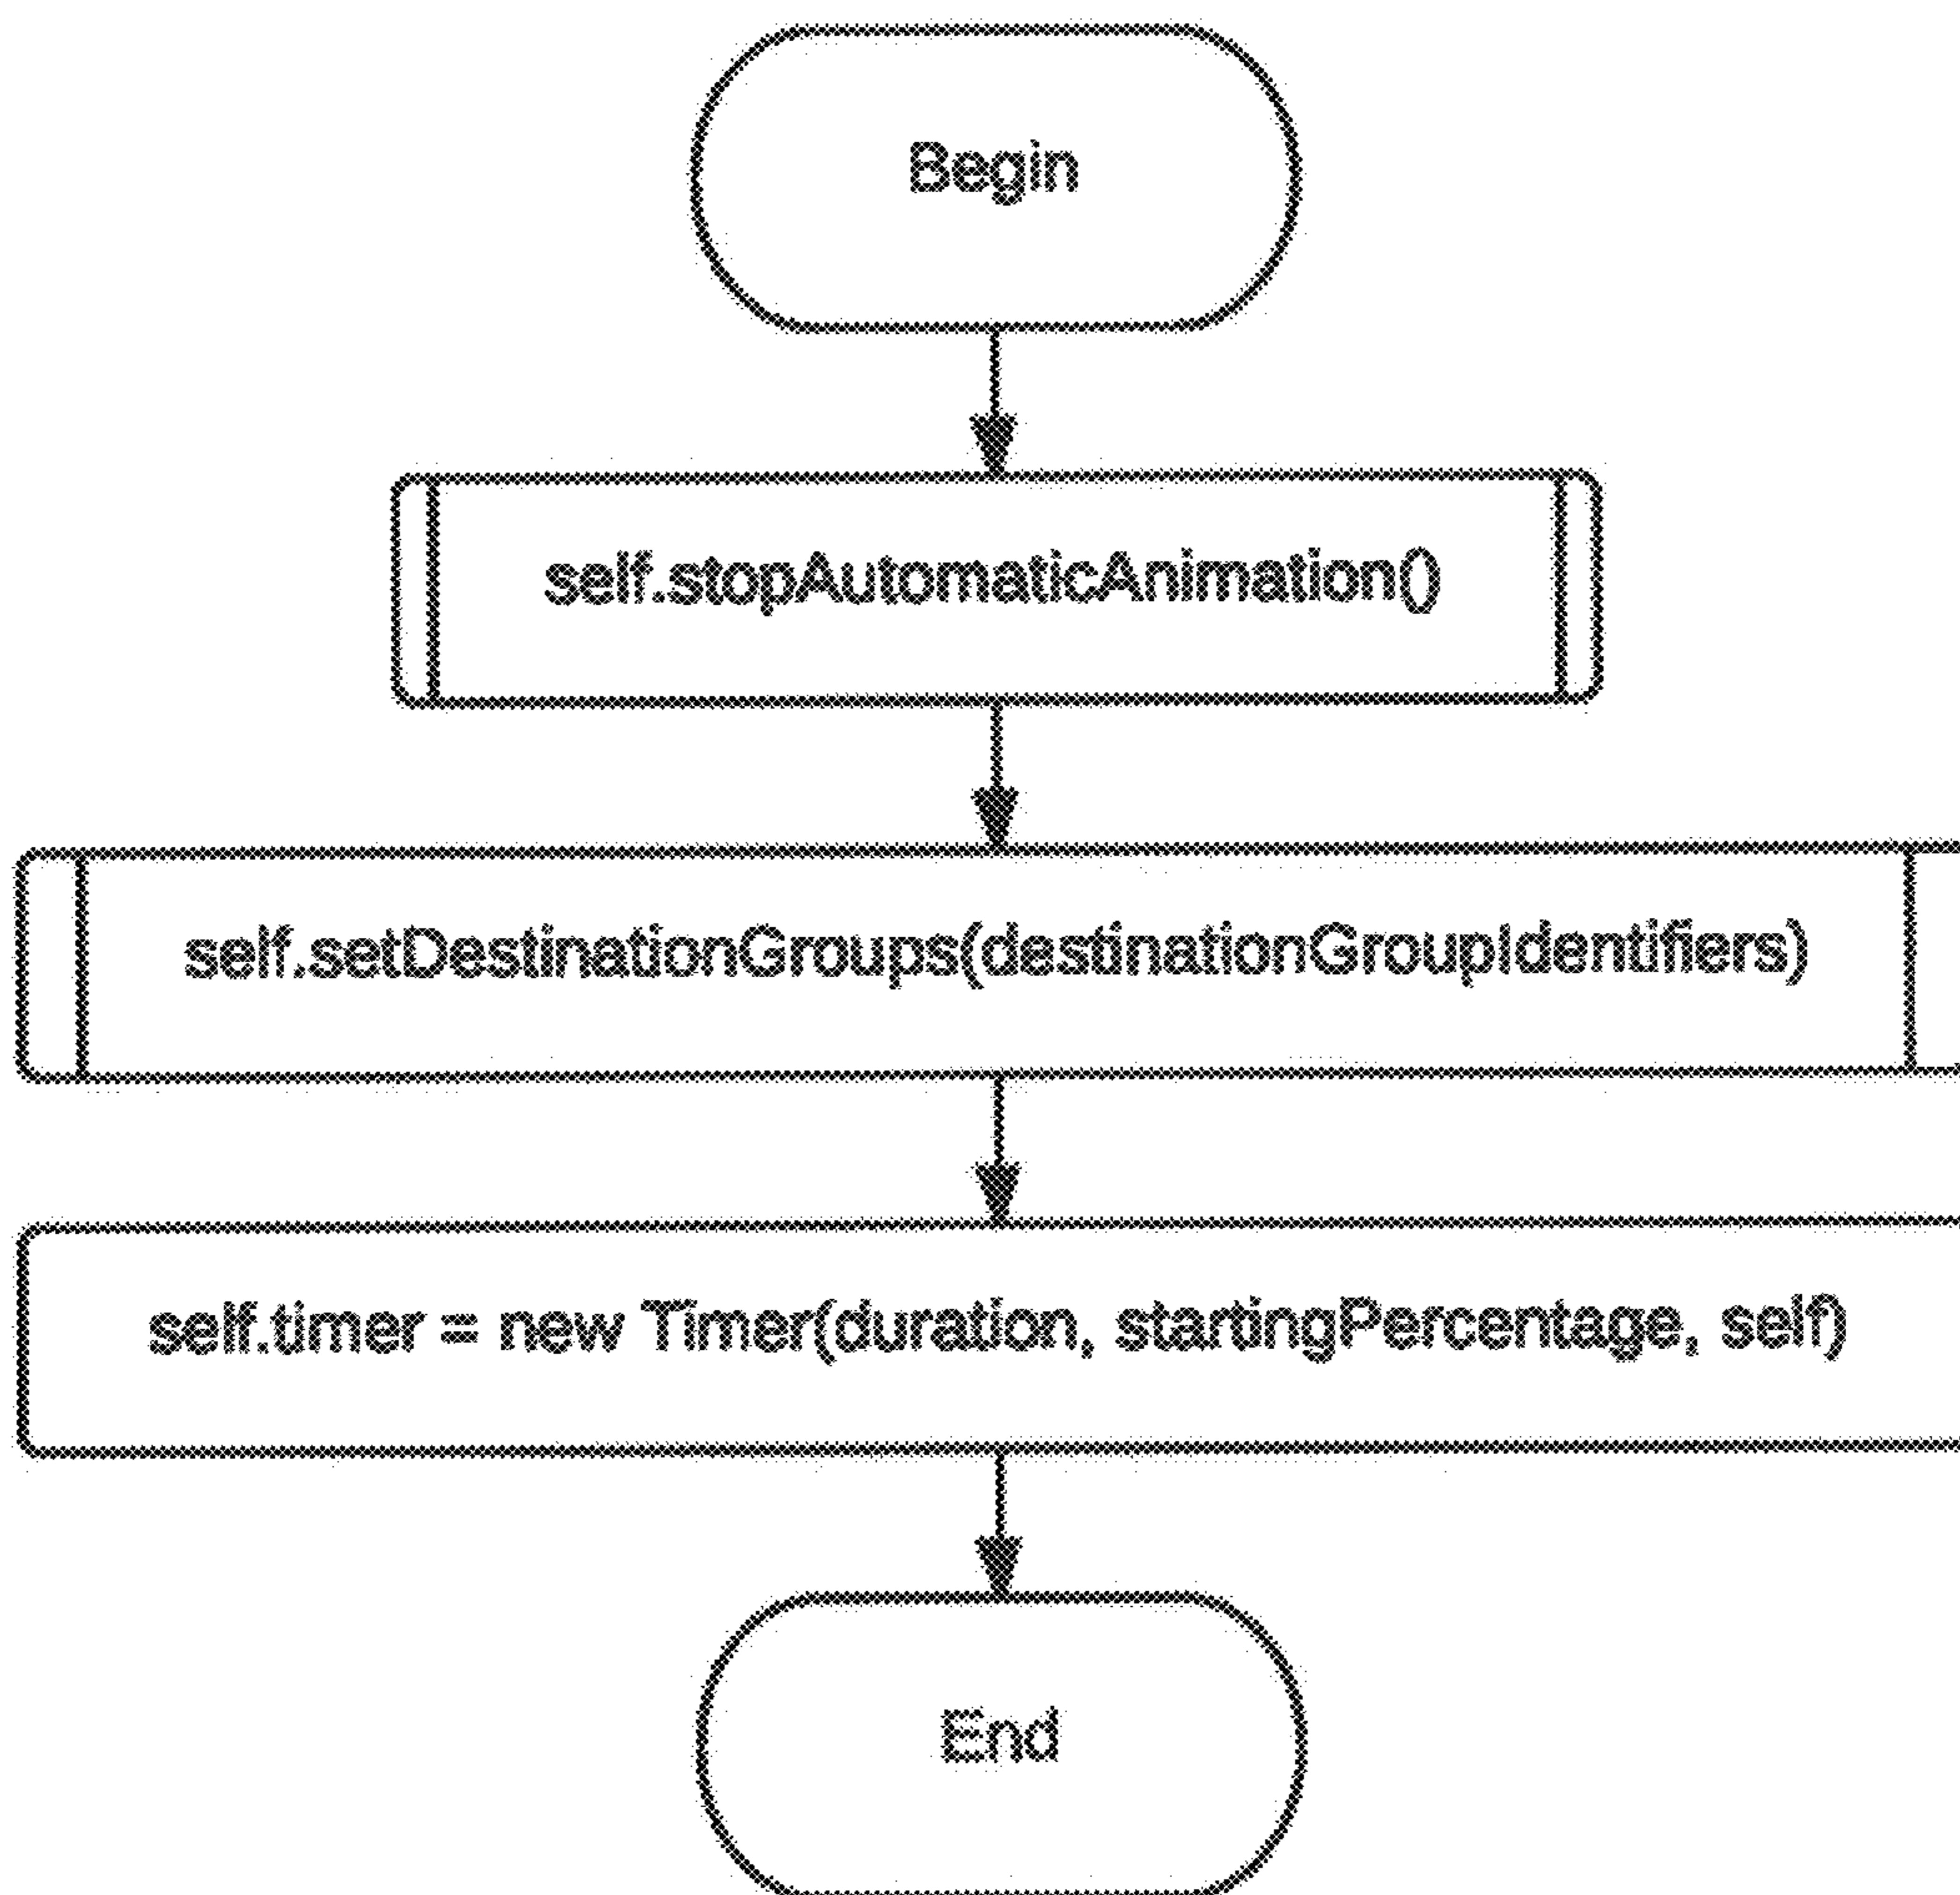 Begin
self.stopAutomaticAnimation()
self.setDestinationGroups(destinationGroupIdentifiers)
self.timer = new Timer(duration, startingPercentage, self)
End